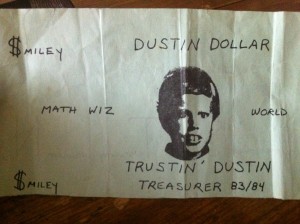 $MILEY DUSTIN DOLLAR
MATH WIZ WORLD
TRUSTIN' DUSTIN
$MILEY TREASURER 83/84